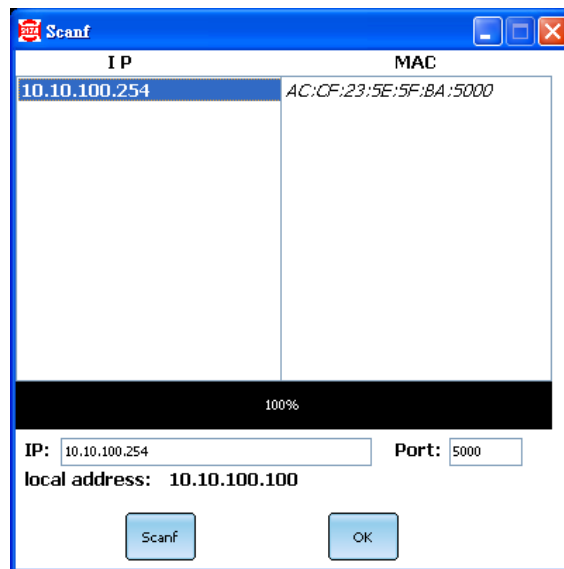 Scanf
I P MAC
10.10.100.254 AC:CF:23:5E:5F:BA:5000
100%
IP: 10.10.100.254 Port: 5000
local address: 10.10.100.100
Scanf OK